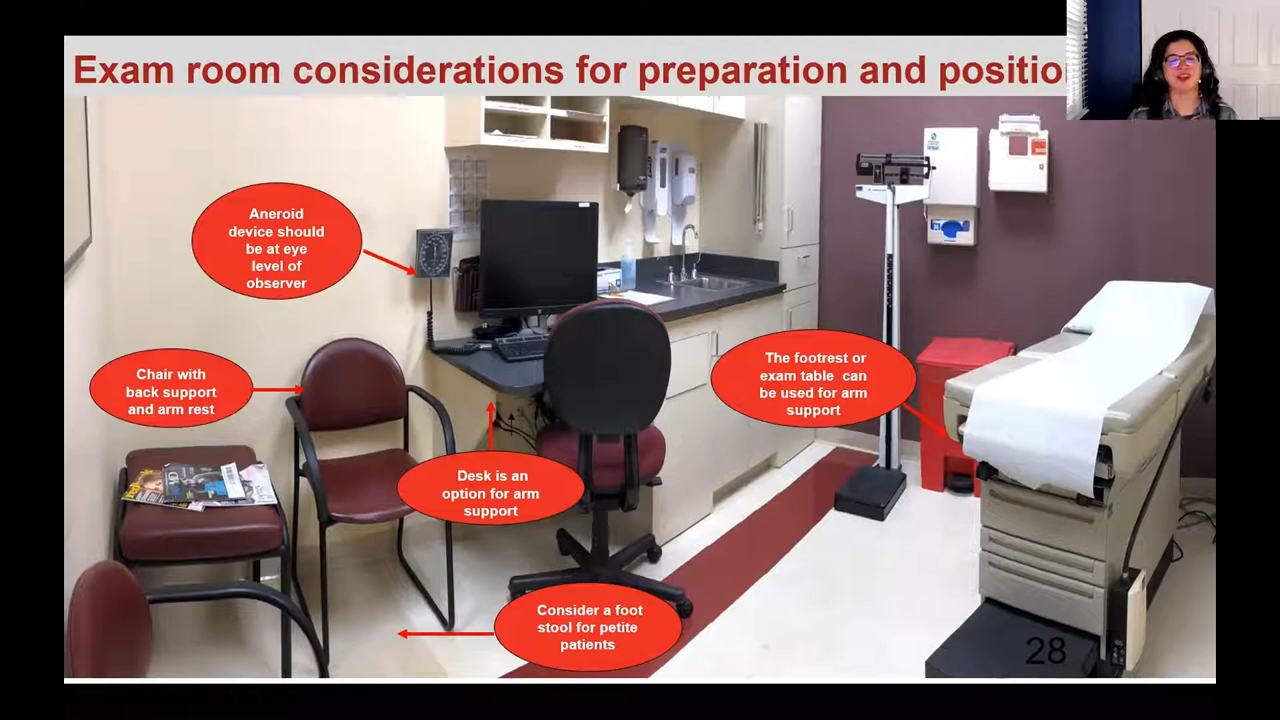 Exam room considerations for preparation and positio
Aneroid
device should
be at eye
level of
observer
Chair with
back support
and arm rest
The footrest or
exam table can
be used for arm
support
Desk is an
option for arm
support
Consider a foot
stool for petite
patients
28